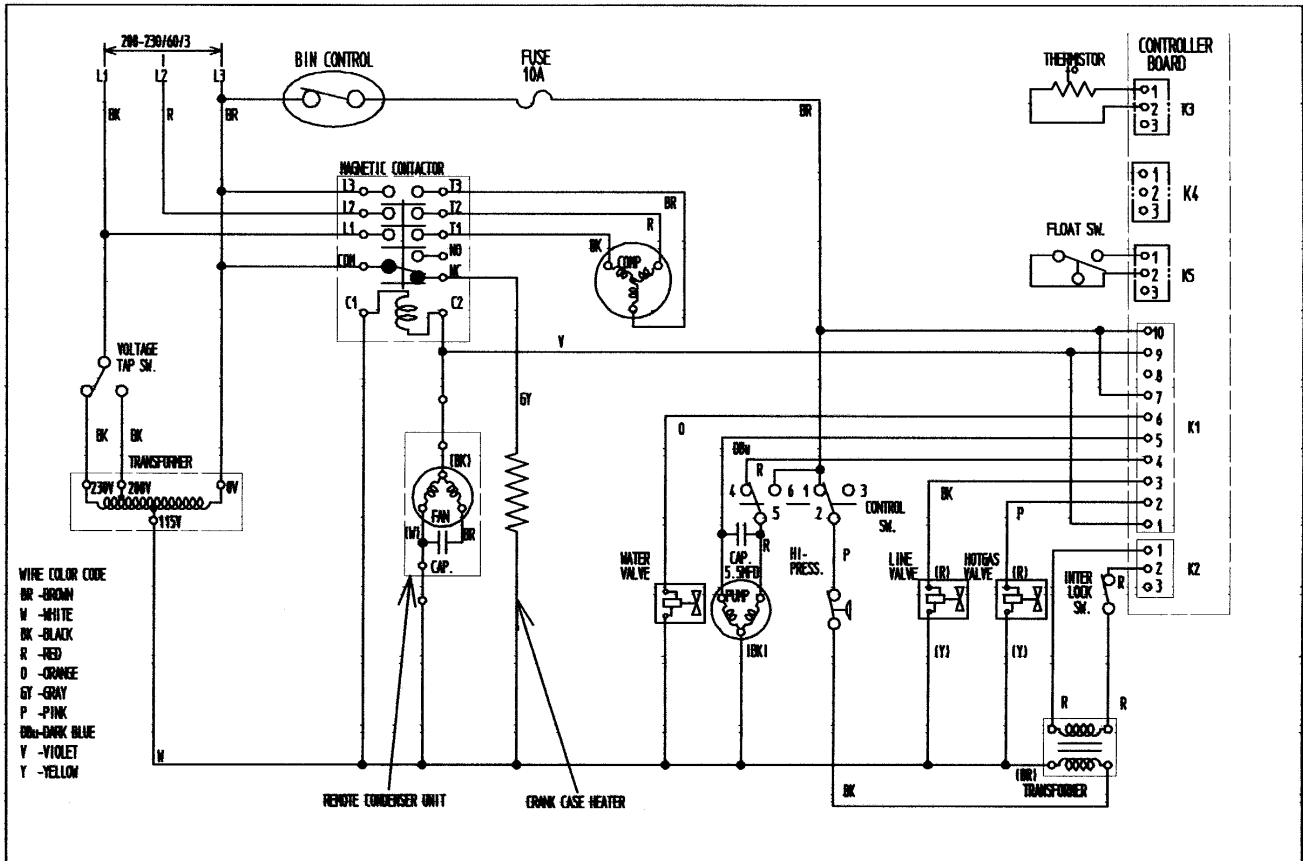 200-230/60/3
L1 L2 L3
BK R BR
BIN CONTROL
FUSE
10A
BR
THERMISTOR
CONTROLLER
BOARD
1
2
3
K3
1
2
3
K4
MAGNETIC CONTACTOR
L3 T3
L2 T2
L1 T1
NO
COM NC
C1 C2
BR
R
BK
COMP
FLOAT SW.
1
2
3
K5
VOLTAGE
TAP SW.
BK BK
TRANSFORMER
230V 200V 0V
115V
V
GY
(BK)
FAN
(W) BR
CAP.
10
9
8
7
6
5
4
3
2
1
K1
O
DBu
R
4 6 1 3
5 2
CONTROL
SW.
BK
P
WATER
VALVE
CAP.
5.5MFD
R
PUMP
(BK)
HI-
PRESS.
P
LINE
VALVE
(R)
(Y)
HOTGAS
VALVE
(R)
(Y)
INTER
LOCK
SW.
R
1
2
3
K2
WIRE COLOR CODE
BR -BROWN
W -WHITE
BK -BLACK
R -RED
O -ORANGE
GY -GRAY
P -PINK
DBu-DARK BLUE
V -VIOLET
Y -YELLOW
W
REMOTE CONDENSER UNIT
CRANK CASE HEATER
R R
(BR)
TRANSFORMER
BK